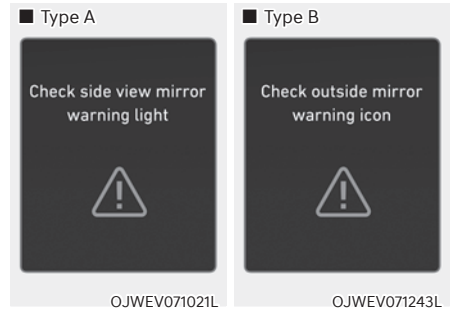 ■ Type A
Check side view mirror
warning light
OJWEV071021L
■ Type B
Check outside mirror
warning icon
OJWEV071243L